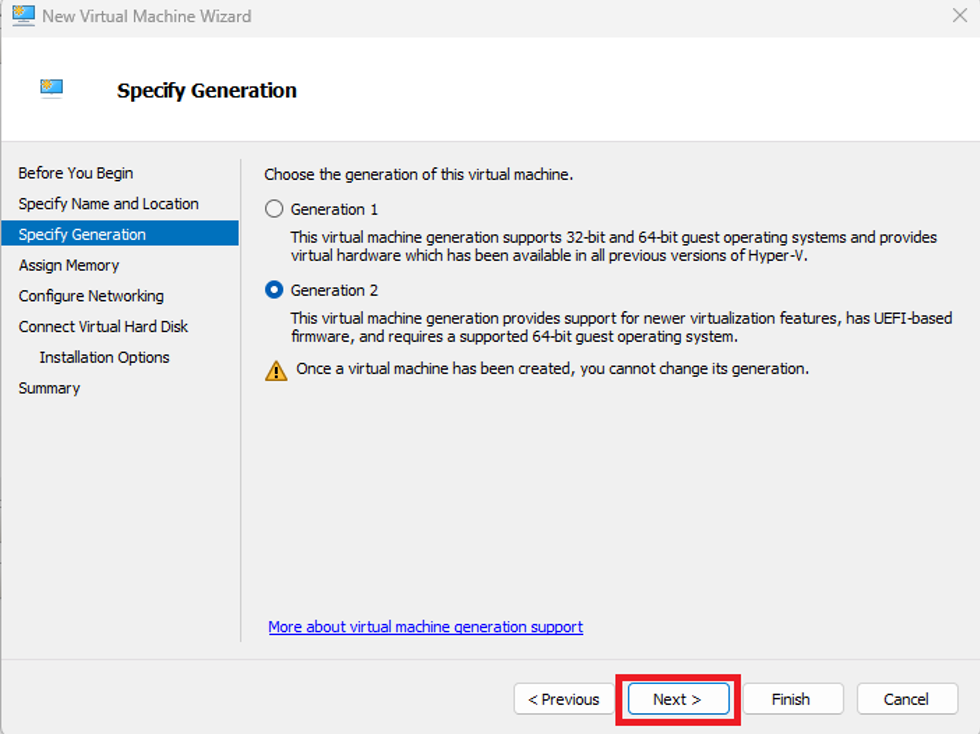 New Virtual Machine Wizard
Specify Generation
Before You Begin
Specify Name and Location
Specify Generation
Assign Memory
Configure Networking
Connect Virtual Hard Disk
Installation Options
Summary
Choose the generation of this virtual machine.
Generation 1
This virtual machine generation supports 32-bit and 64-bit guest operating systems and provides
virtual hardware which has been available in all previous versions of Hyper-V.
Generation 2
This virtual machine generation provides support for newer virtualization features, has UEFI-based
firmware, and requires a supported 64-bit guest operating system.
Once a virtual machine has been created, you cannot change its generation.
More about virtual machine generation support
< Previous
Next >
Finish
Cancel